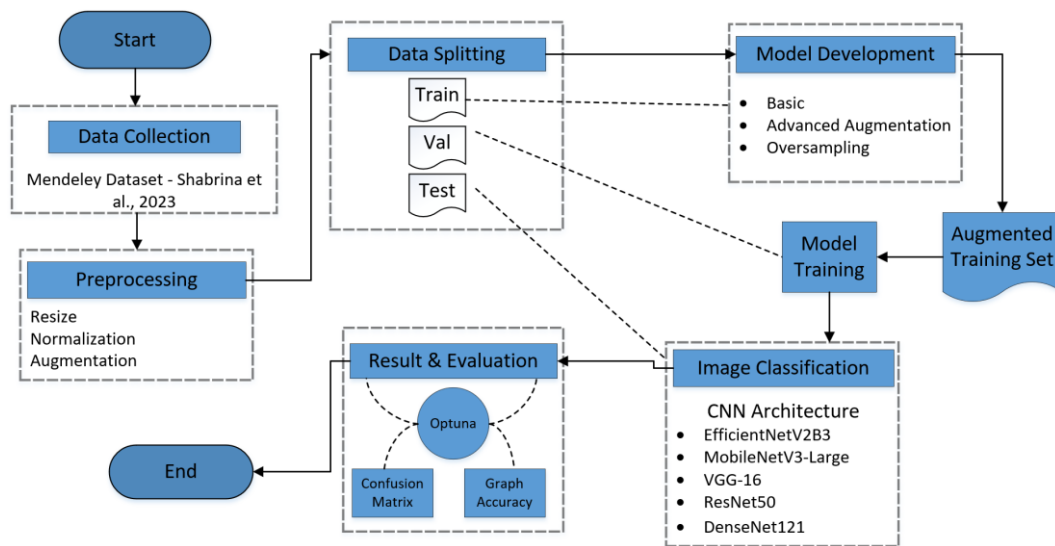 Start
Data Collection
Mendeley Dataset - Shabrina et
al., 2023
Preprocessing
Resize
Normalization
Augmentation
Data Splitting
Train
Val
Test
Model Development
• Basic
• Advanced Augmentation
• Oversampling
Augmented
Training Set
Model
Training
Image Classification
CNN Architecture
• EfficientNetV2B3
• MobileNetV3-Large
• VGG-16
• ResNet50
• DenseNet121
Result & Evaluation
Optuna
Confusion
Matrix
Graph
Accuracy
End